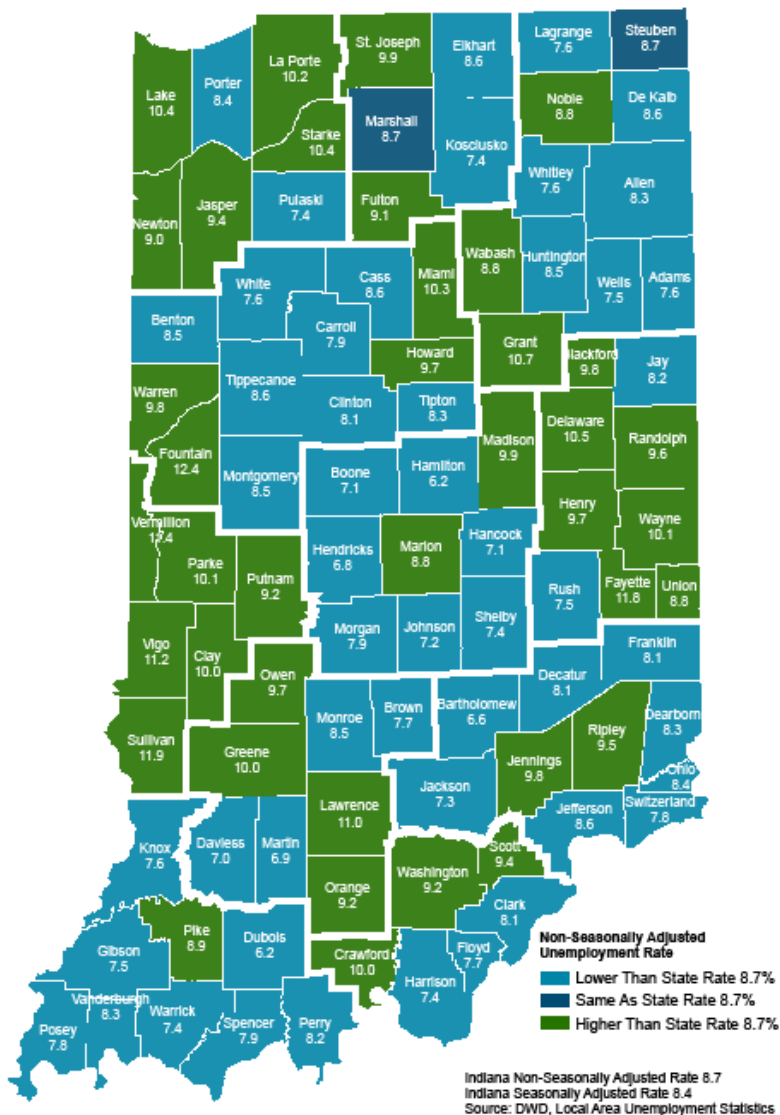 St. Joseph
9.9
Elkhart
8.6
Lagrange
7.6
Steuben
8.7
La Porte
10.2
Porter
8.4
Lake
10.4
Noble
8.8
De Kalb
8.6
Marshall
8.7
Starke
10.4
Kosciusko
7.4
Whitley
7.6
Allen
8.3
Pulaski
7.4
Fulton
9.1
Jasper
9.4
Newton
9.0
Wabash
8.8
Huntington
8.5
Miami
10.3
Wells
7.5
Adams
7.6
White
7.6
Cass
8.6
Benton
8.5
Carroll
7.9
Grant
10.7
Howard
9.7
Blackford
9.8
Jay
8.2
Warren
9.8
Tippecanoe
8.6
Clinton
8.1
Tipton
8.3
Madison
9.9
Delaware
10.5
Randolph
9.6
Fountain
12.4
Montgomery
8.5
Boone
7.1
Hamilton
6.2
Henry
9.7
Wayne
10.1
Vermillion
Parke
10.1
Putnam
9.2
Hendricks
6.8
Marion
8.8
Hancock
7.1
Rush
7.5
Fayette
11.8
Union
8.8
Vigo
11.2
Clay
10.0
Owen
9.7
Morgan
7.9
Johnson
7.2
Shelby
7.4
Franklin
8.1
Decatur
8.1
Sullivan
11.9
Greene
10.0
Monroe
8.5
Brown
7.7
Bartholomew
6.6
Jennings
9.8
Ripley
9.5
Dearborn
8.3
Ohio
8.4
Lawrence
11.0
Jackson
7.3
Jefferson
8.6
Switzerland
7.8
Knox
7.6
Daviess
7.0
Martin
6.9
Orange
9.2
Washington
9.2
Scott
9.4
Clark
8.1
Pike
8.9
Dubois
6.2
Gibson
7.5
Crawford
10.0
Floyd
7.7
Harrison
7.4
Posey
7.8
Vanderburgh
8.3
Warrick
7.4
Spencer
7.9
Perry
8.2
Non-Seasonally Adjusted
Unemployment Rate
Lower Than State Rate 8.7%
Same As State Rate 8.7%
Higher Than State Rate 8.7%
Indiana Non-Seasonally Adjusted Rate 8.7
Indiana Seasonally Adjusted Rate 8.4
Source: DWD, Local Area Unemployment Statistics